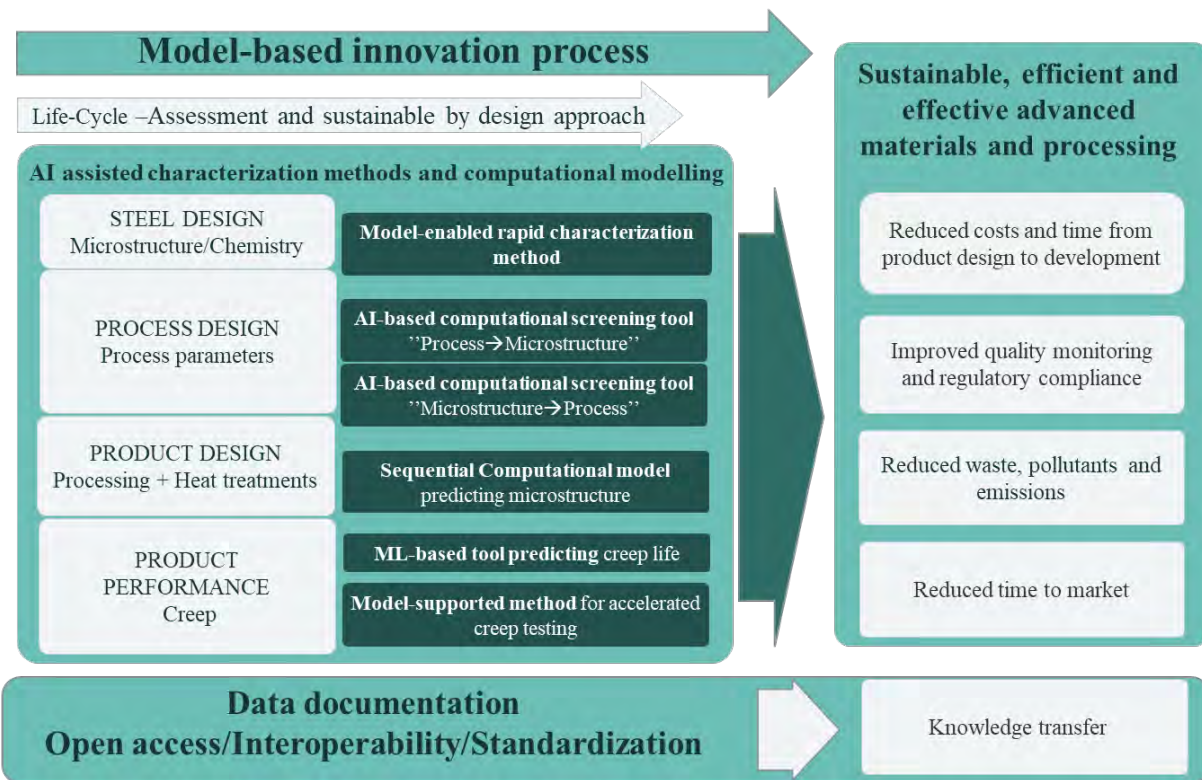 Model-based innovation process
Life-Cycle –Assessment and sustainable by design approach
AI assisted characterization methods and computational modelling
STEEL DESIGN
Microstructure/Chemistry
Model-enabled rapid characterization
method
PROCESS DESIGN
Process parameters
AI-based computational screening tool
’’Process→Microstructure’’
AI-based computational screening tool
’’Microstructure→Process’’
PRODUCT DESIGN
Processing + Heat treatments
Sequential Computational model
predicting microstructure
PRODUCT
PERFORMANCE
Creep
ML-based tool predicting creep life
Model-supported method for accelerated
creep testing
Sustainable, efficient and
effective advanced
materials and processing
Reduced costs and time from
product design to development
Improved quality monitoring
and regulatory compliance
Reduced waste, pollutants and
emissions
Reduced time to market
Data documentation
Open access/Interoperability/Standardization
Knowledge transfer